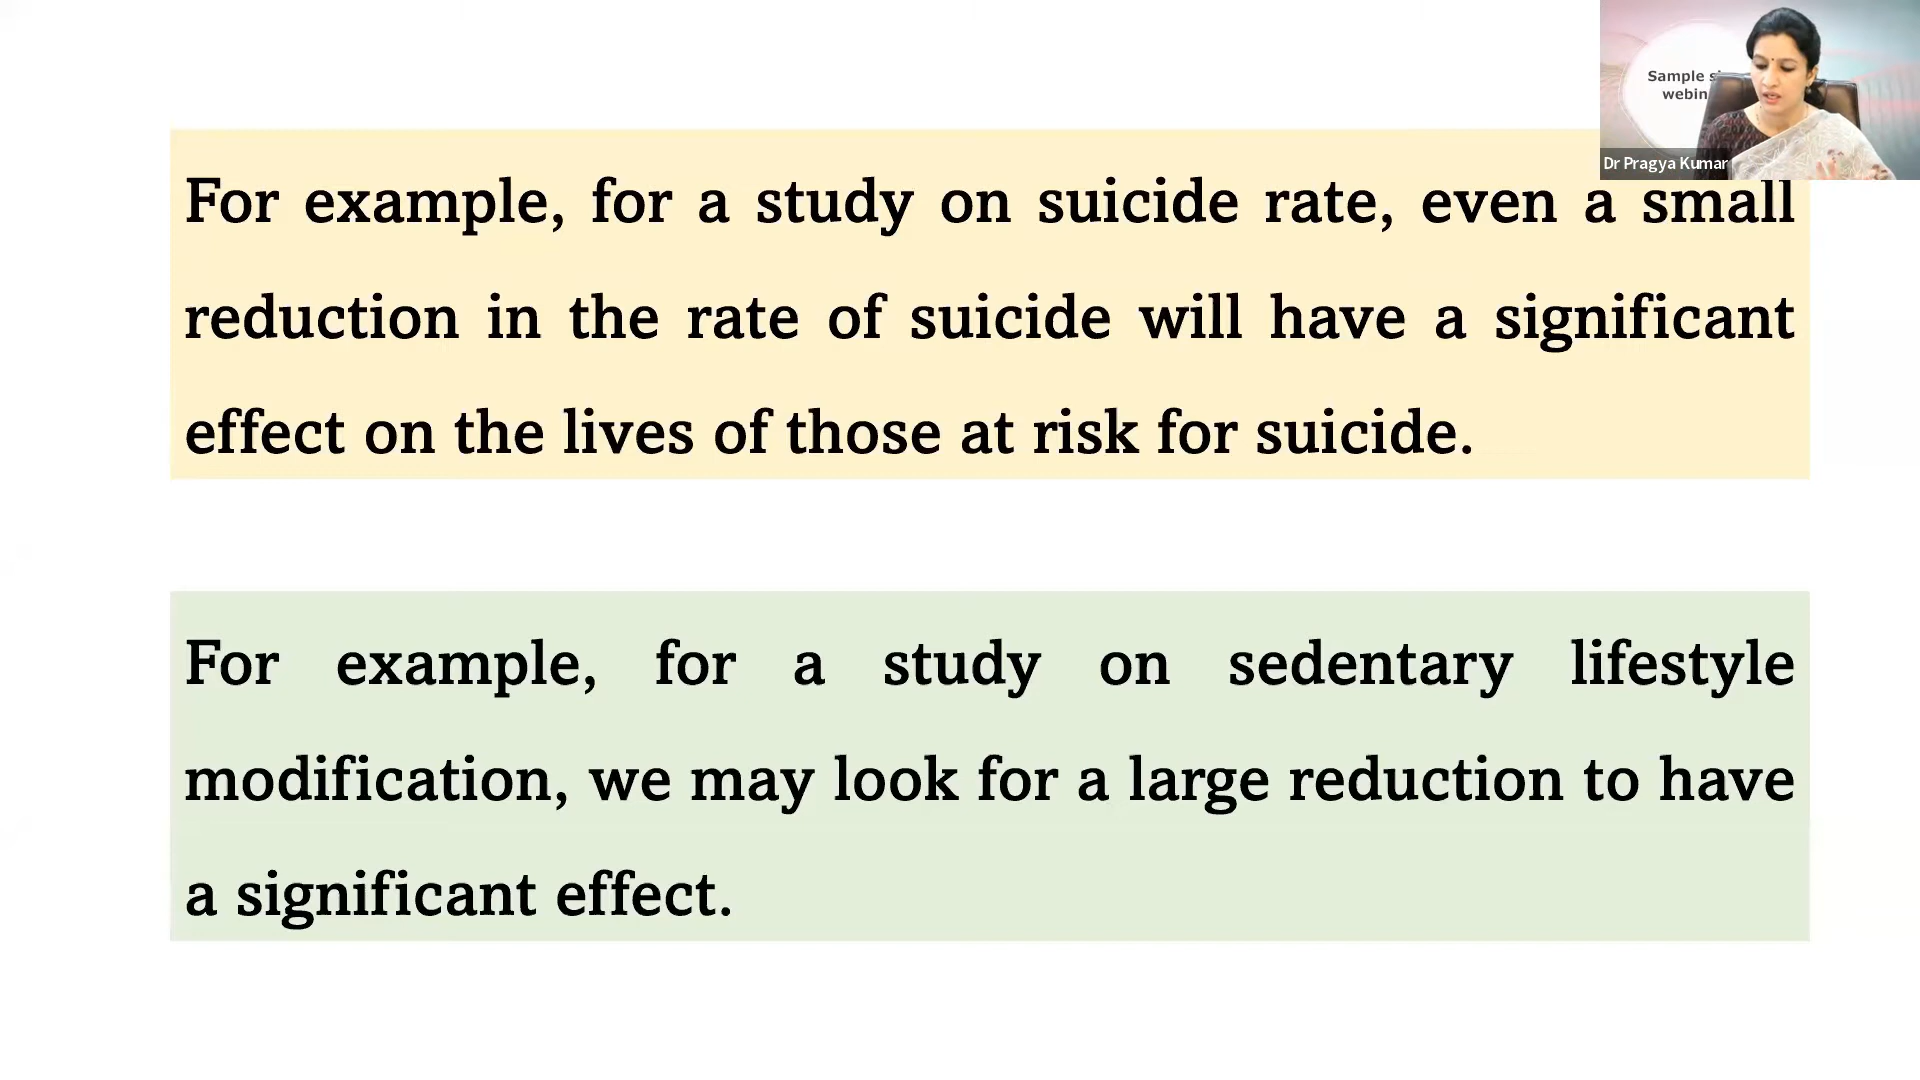 Sample
webin
Dr Pragya Kumar
For example, for a study on suicide rate, even a small
reduction in the rate of suicide will have a significant
effect on the lives of those at risk for suicide.
For example, for a study on sedentary lifestyle
modification, we may look for a large reduction to have
a significant effect.